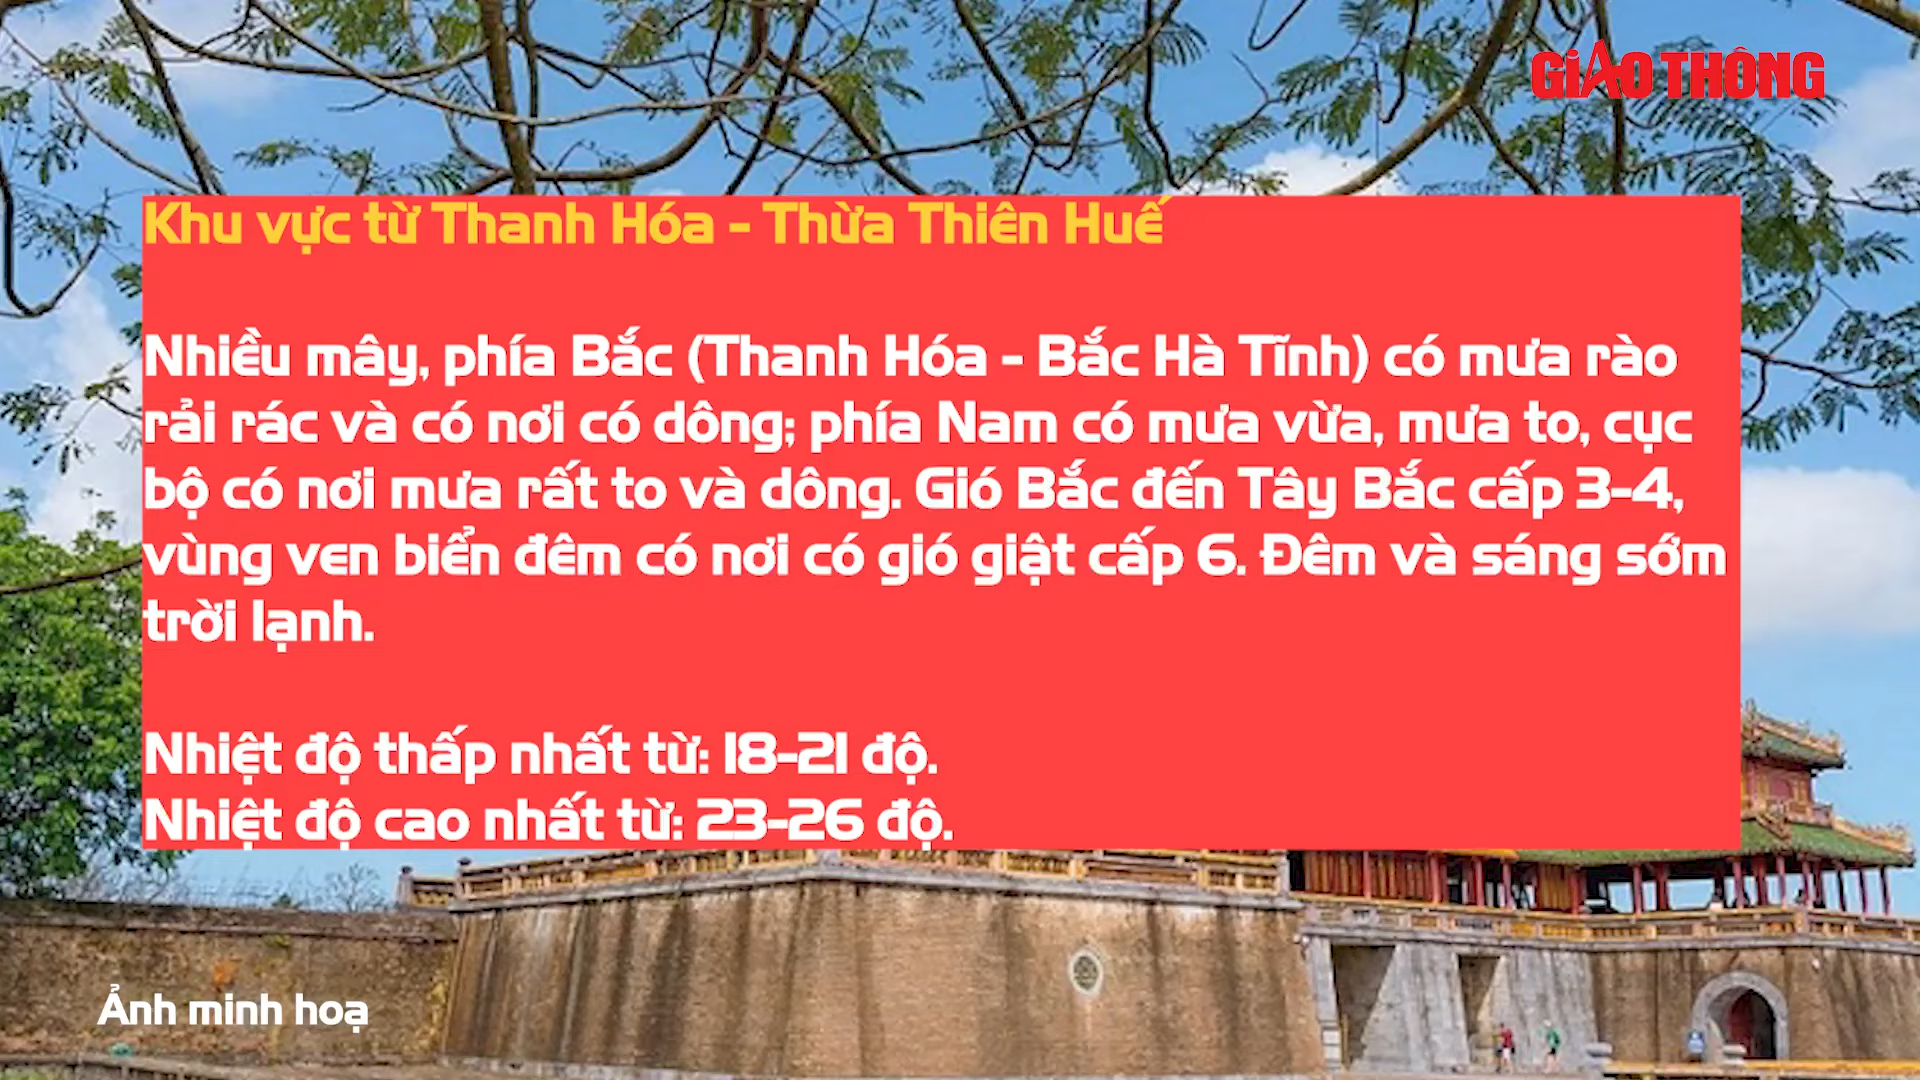 GIAO THÔNG
Khu vực từ Thanh Hóa - Thừa Thiên Huế
Nhiều mây, phía Bắc (Thanh Hóa - Bắc Hà Tĩnh) có mưa rào
rải rác và có nơi có dông; phía Nam có mưa vừa, mưa to, cục
bộ có nơi mưa rất to và dông. Gió Bắc đến Tây Bắc cấp 3-4,
vùng ven biển đêm có nơi có gió giật cấp 6. Đêm và sáng sớm
trời lạnh.
Nhiệt độ thấp nhất từ: 18-21 độ.
Nhiệt độ cao nhất từ: 23-26 độ.
Ảnh minh hoạ